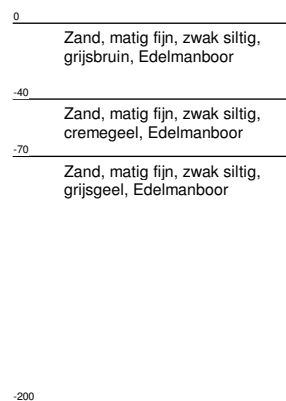 0
Zand, matig fijn, zwak siltig,
grijsbruin, Edelmanboor
-40
Zand, matig fijn, zwak siltig,
cremegeel, Edelmanboor
-70
Zand, matig fijn, zwak siltig,
grijsgeel, Edelmanboor
-200